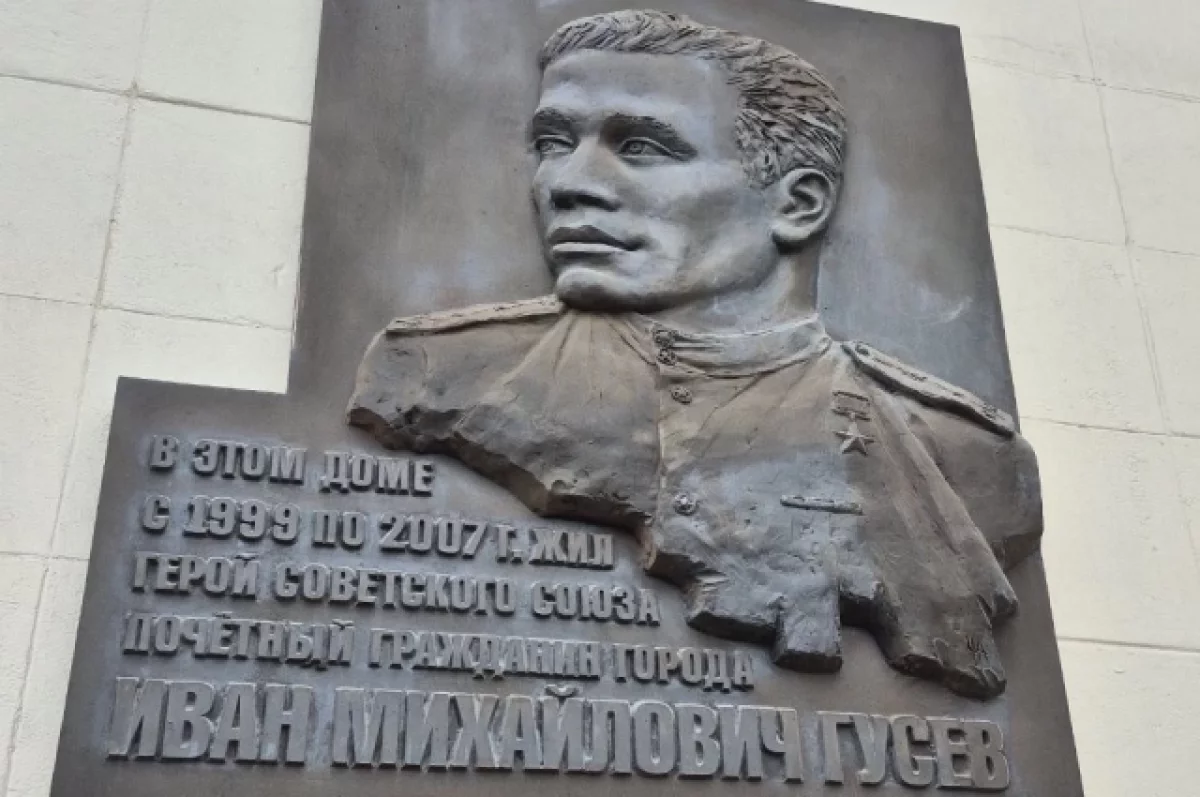 В ЭТОМ ДОМЕ
С 1999 ПО 2007 Г. ЖИЛ
ГЕРОЙ СОВЕТСКОГО СОЮЗА
ПОЧЁТНЫЙ ГРАЖДАНИН ГОРОДА
ИВАН МИХАЙЛОВИЧ ГУСЕВ